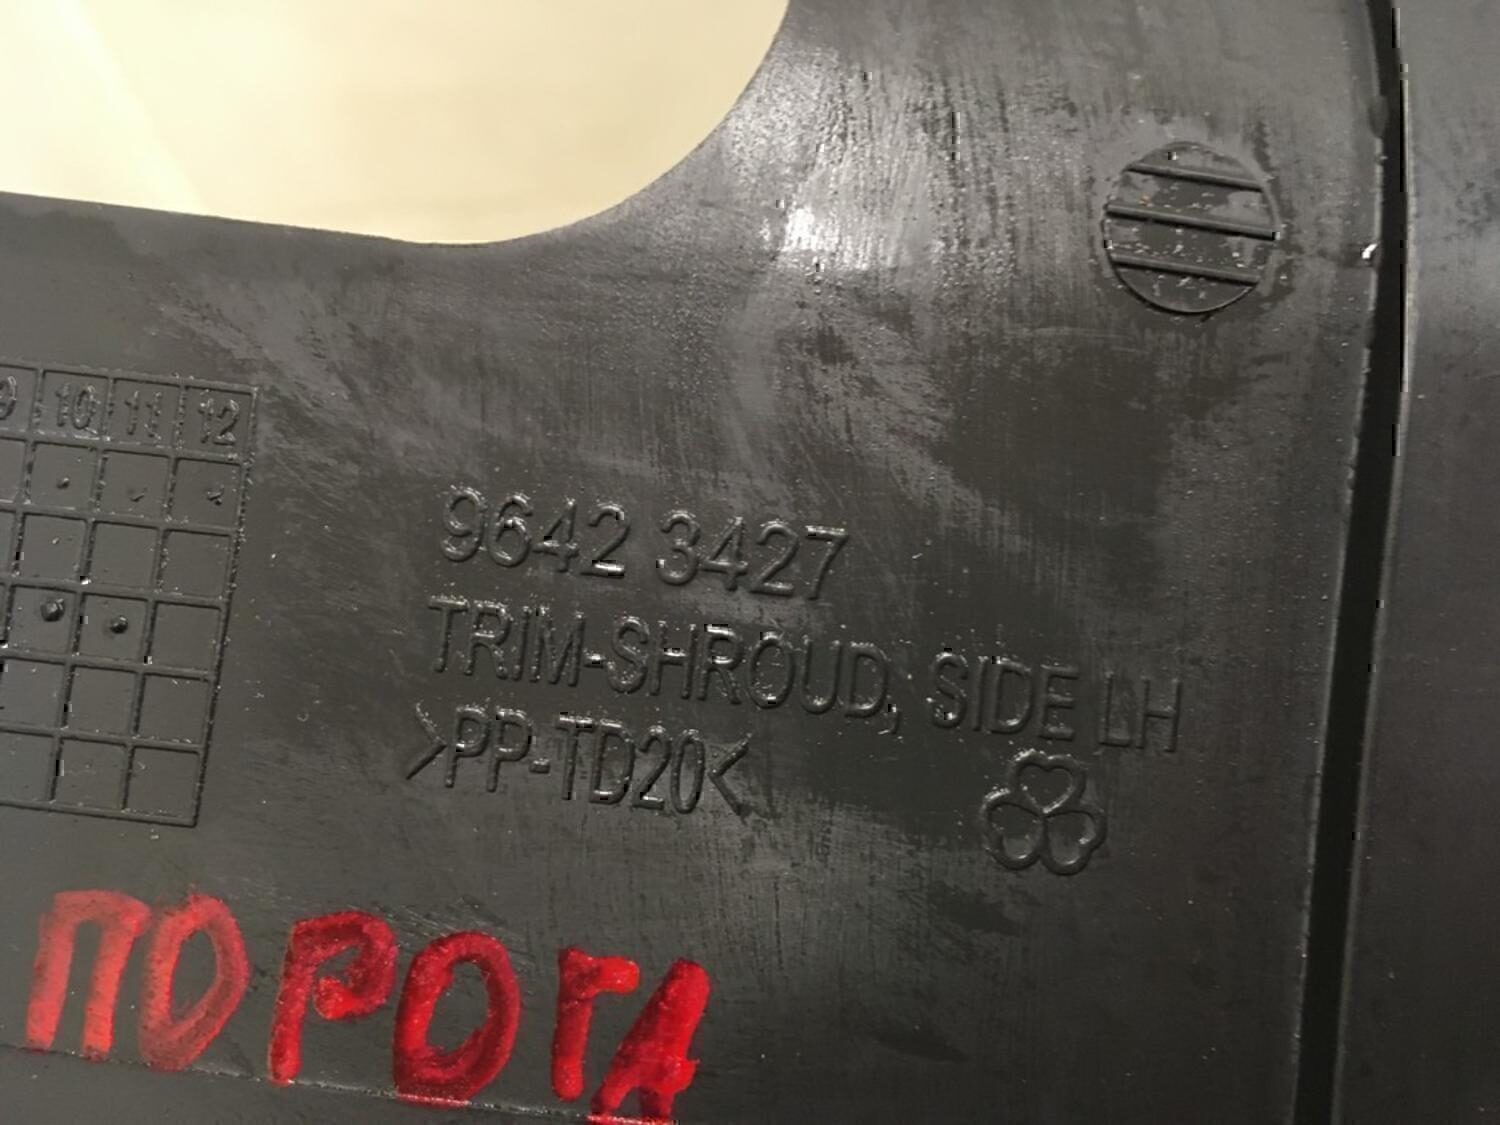 9 10 11 12
9642 3427
TRIM-SHROUD, SIDE LH
>PP-TD20<
ПОРОГА